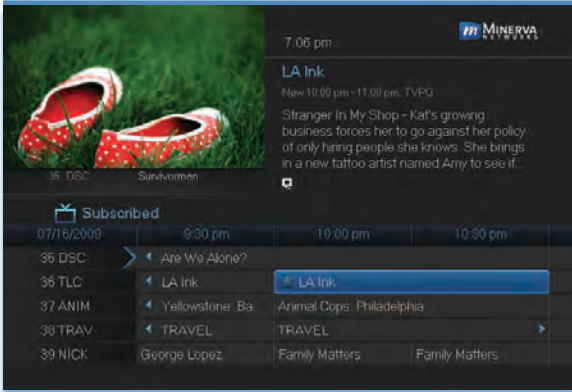 7:06 pm
m MINERVA
NETWORKS
LA Ink
New 10:00 pm - 11:00 pm, TVPG
Stranger In My Shop - Kat's growing
business forces her to go against her policy
of only hiring people she knows. She brings
in a new tattoo artist named Amy to see if...
35 DSC Survivorman
Subscribed
07/16/2009 9:30 pm 10:00 pm 10:30 pm
35 DSC Are We Alone?
36 TLC LA Ink LA Ink
37 ANIM Yellowstone: Ba Animal Cops: Philadelphia
38 TRAV TRAVEL TRAVEL
39 NICK George Lopez Family Matters Family Matters